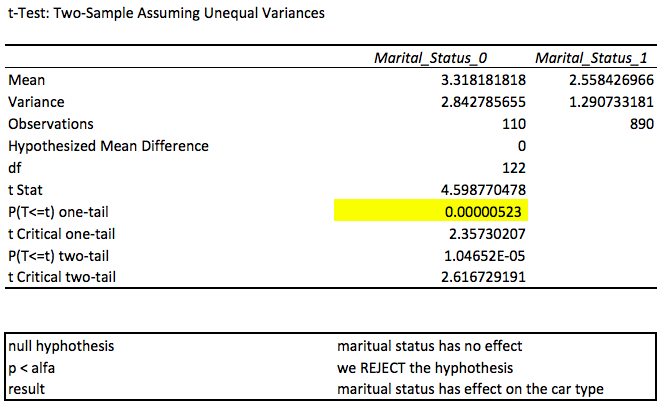 t-Test: Two-Sample Assuming Unequal Variances
Marital_Status_0 Marital_Status_1
Mean 3.318181818 2.558426966
Variance 2.842785655 1.290733181
Observations 110 890
Hypothesized Mean Difference 0
df 122
t Stat 4.598770478
P(T<=t) one-tail 0.00000523
t Critical one-tail 2.35730207
P(T<=t) two-tail 1.04652E-05
t Critical two-tail 2.616729191
null hyphothesis maritual status has no effect
p < alfa we REJECT the hyphothesis
result maritual status has effect on the car type